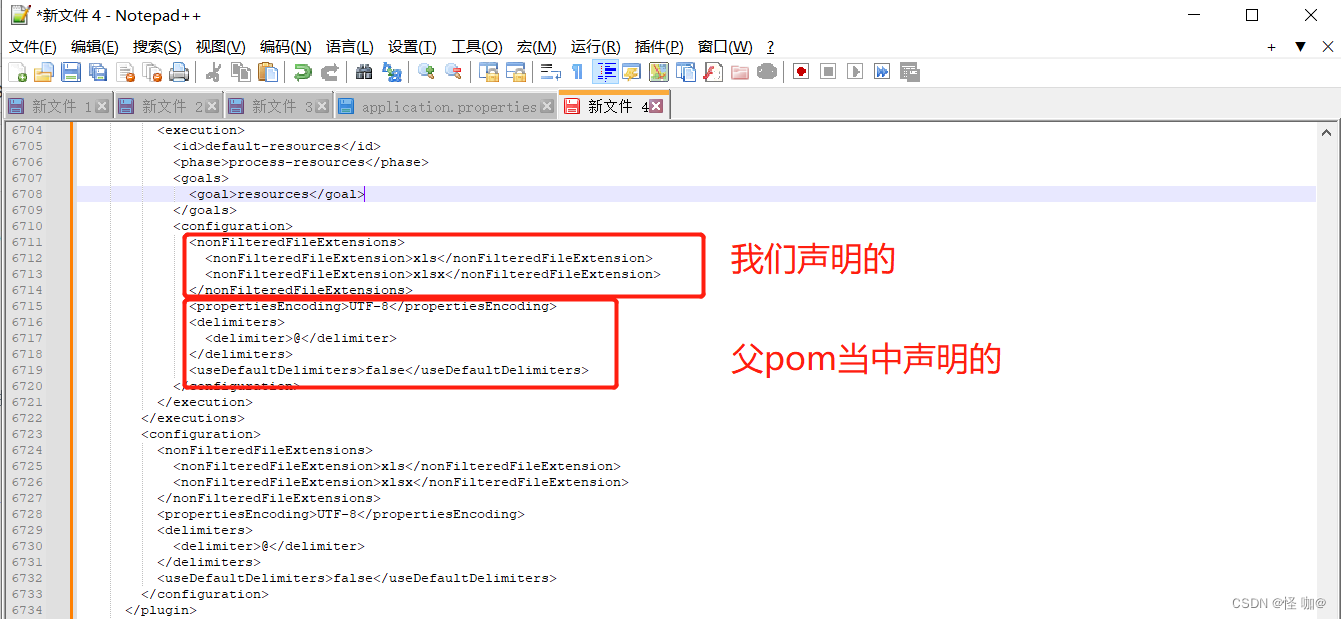 *新文件 4 - Notepad++
文件(F) 编辑(E) 搜索(S) 视图(V) 编码(N) 语言(L) 设置(T) 工具(O) 宏(M) 运行(R) 插件(P) 窗口(W) ?
新文件 1 新文件 2 新文件 3 application.properties 新文件 4
6704 <execution>
6705 <id>default-resources</id>
6706 <phase>process-resources</phase>
6707 <goals>
6708 <goal>resources</goal>
6709 </goals>
6710 <configuration>
6711 <nonFilteredFileExtensions>
6712 <nonFilteredFileExtension>xls</nonFilteredFileExtension>
我们声明的
6713 <nonFilteredFileExtension>xlsx</nonFilteredFileExtension>
6714 </nonFilteredFileExtensions>
6715 <propertiesEncoding>UTF-8</propertiesEncoding>
6716 <delimiters>
6717 <delimiter>@</delimiter>
6718 </delimiters>
父pom当中声明的
6719 <useDefaultDelimiters>false</useDefaultDelimiters>
6720 </configuration>
6721 </execution>
6722 </executions>
6723 <configuration>
6724 <nonFilteredFileExtensions>
6725 <nonFilteredFileExtension>xls</nonFilteredFileExtension>
6726 <nonFilteredFileExtension>xlsx</nonFilteredFileExtension>
6727 </nonFilteredFileExtensions>
6728 <propertiesEncoding>UTF-8</propertiesEncoding>
6729 <delimiters>
6730 <delimiter>@</delimiter>
6731 </delimiters>
6732 <useDefaultDelimiters>false</useDefaultDelimiters>
6733 </configuration>
6734 </plugin>
CSDN @怪 咖@